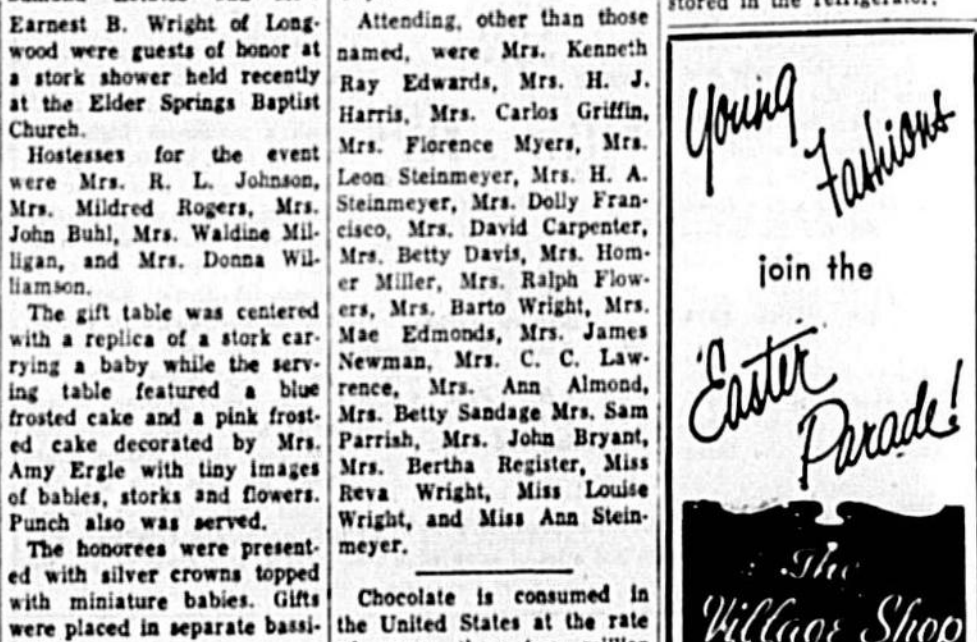 Earnest B. Wright of Long-
wood were guests of honor at
a stork shower held recently
at the Elder Springs Baptist
Church.
Hostesses for the event
were Mrs. R. L. Johnson,
Mrs. Mildred Rogers, Mrs.
John Buhl, Mrs. Waldine Mil-
ligan, and Mrs. Donna Wil-
liamson.
The gift table was centered
with a replica of a stork car-
rying a baby while the serv-
ing table featured a blue
frosted cake and a pink frost-
ed cake decorated by Mrs.
Amy Ergle with tiny images
of babies, storks and flowers.
Punch also was served.
The honorees were present-
ed with silver crowns topped
with miniature babies. Gifts
were placed in separate bassi-
Attending, other than those
named, were Mrs. Kenneth
Ray Edwards, Mrs. H. J.
Harris, Mrs. Carlos Griffin,
Mrs. Florence Myers, Mrs.
Leon Steinmeyer, Mrs. H. A.
Steinmeyer, Mrs. Dolly Fran-
cisco, Mrs. David Carpenter,
Mrs. Betty Davis, Mrs. Hom-
er Miller, Mrs. Ralph Flow-
ers, Mrs. Barto Wright, Mrs.
Mae Edmonds, Mrs. James
Newman, Mrs. C. C. Law-
rence, Mrs. Ann Almond,
Mrs. Betty Sandage Mrs. Sam
Parrish, Mrs. John Bryant,
Mrs. Bertha Register, Miss
Reva Wright, Miss Louise
Wright, and Miss Ann Stein-
meyer.
Chocolate is consumed in
the United States at the rate
stored in the refrigerator.
Young
Fashions
join the
Easter
Parade!
The
Village Shop